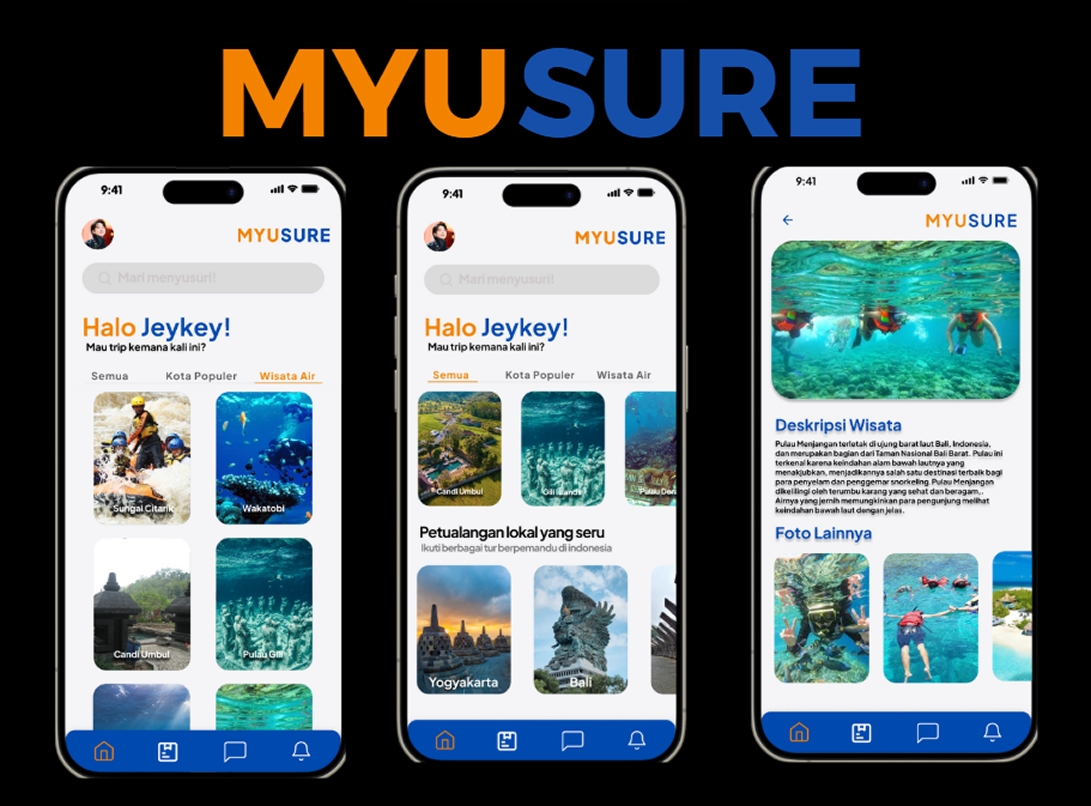 MYUSURE
9:41
MYUSURE
Mari menyusuri!
Halo Jeykey!
Mau trip kemana kali ini?
Semua
Kota Populer
Wisata Air
Sungai Citarik
Wakatobi
Candi Umbul
Pulau Gili
9:41
MYUSURE
Mari menyusuri!
Halo Jeykey!
Mau trip kemana kali ini?
Semua
Kota Populer
Wisata Air
Candi Umbul
Gili Islands
Pulau Der
Petualangan lokal yang seru
Ikuti berbagai tur berpemandu di indonesia
Yogyakarta
Bali
9:41
MYUSURE
Deskripsi Wisata
Pulau Menjangan terletak di ujung barat laut Bali, Indonesia,
dan merupakan bagian dari Taman Nasional Bali Barat. Pulau ini
terkenal karena keindahan alam bawah lautnya yang
menakjubkan, menjadikannya salah satu destinasi terbaik bagi
para penyelam dan penggemar snorkeling. Pulau Menjangan
dikelilingi oleh terumbu karang yang sehat dan beragam,.
Airnya yang jernih memungkinkan para pengunjung melihat
keindahan bawah laut dengan jelas.
Foto Lainnya